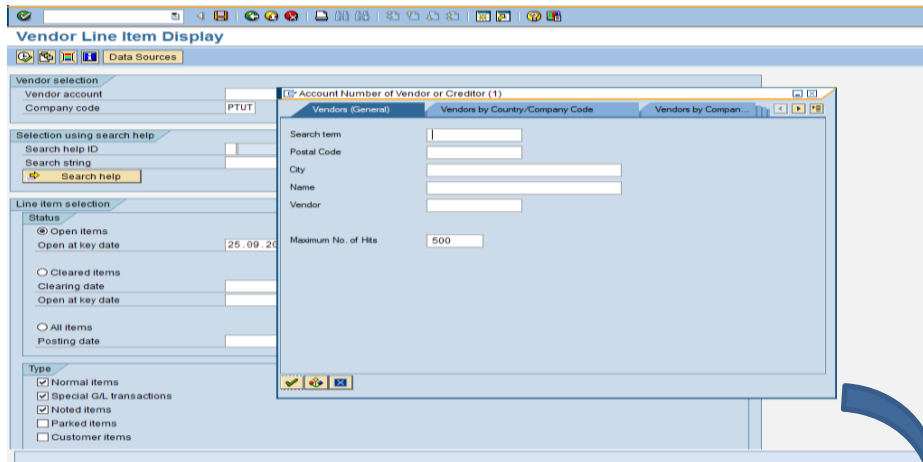 Vendor Line Item Display
Data Sources
Vendor selection
Vendor account
Company code PTUT
Selection using search help
Search help ID
Search string
Search help
Line item selection
Status
Open items
Open at key date 25.09.20
Cleared items
Clearing date
Open at key date
All items
Posting date
Type
Normal items
Special G/L transactions
Noted items
Parked items
Customer items
Account Number of Vendor or Creditor (1)
Vendors (General) Vendors by Country/Company Code Vendors by Compan...
Search term
Postal Code
City
Name
Vendor
Maximum No. of Hits 500